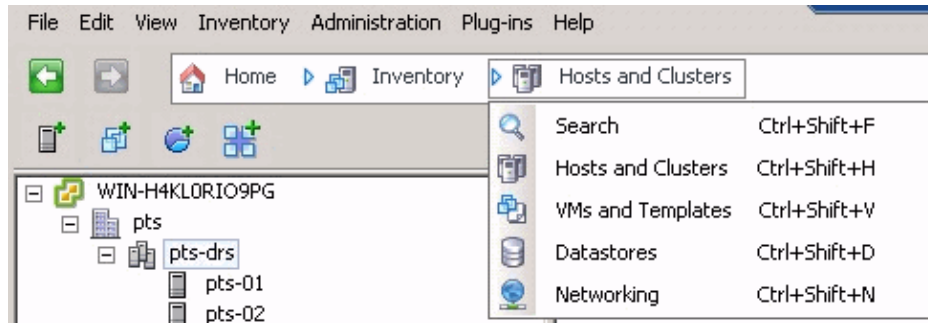 File Edit View Inventory Administration Plug-ins Help
Home Inventory Hosts and Clusters
Search Ctrl+Shift+F
Hosts and Clusters Ctrl+Shift+H
VMs and Templates Ctrl+Shift+V
Datastores Ctrl+Shift+D
Networking Ctrl+Shift+N
WIN-H4KL0RIO9PG
pts
pts-drs
pts-01
pts-02